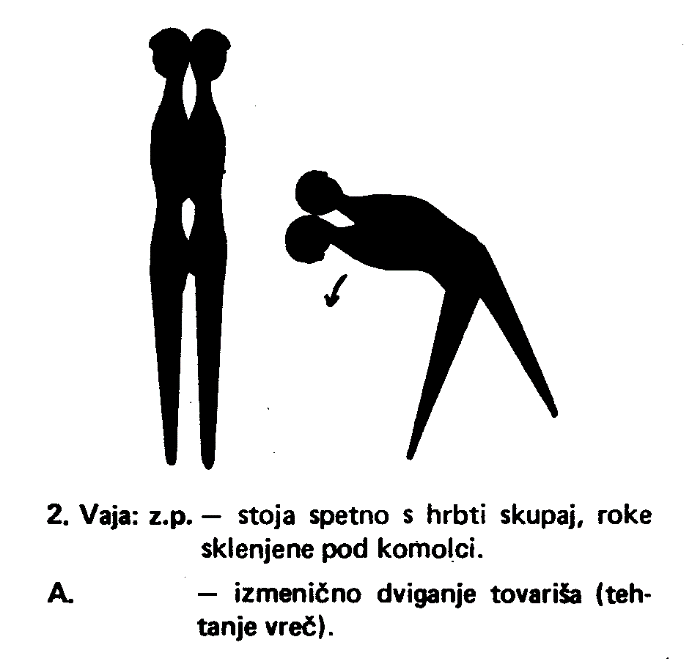 2. Vaja: z.p. — stoja spetno s hrbti skupaj, roke
sklenjene pod komolci.
A. — izmenično dviganje tovariša (teh-
tanje vreč).